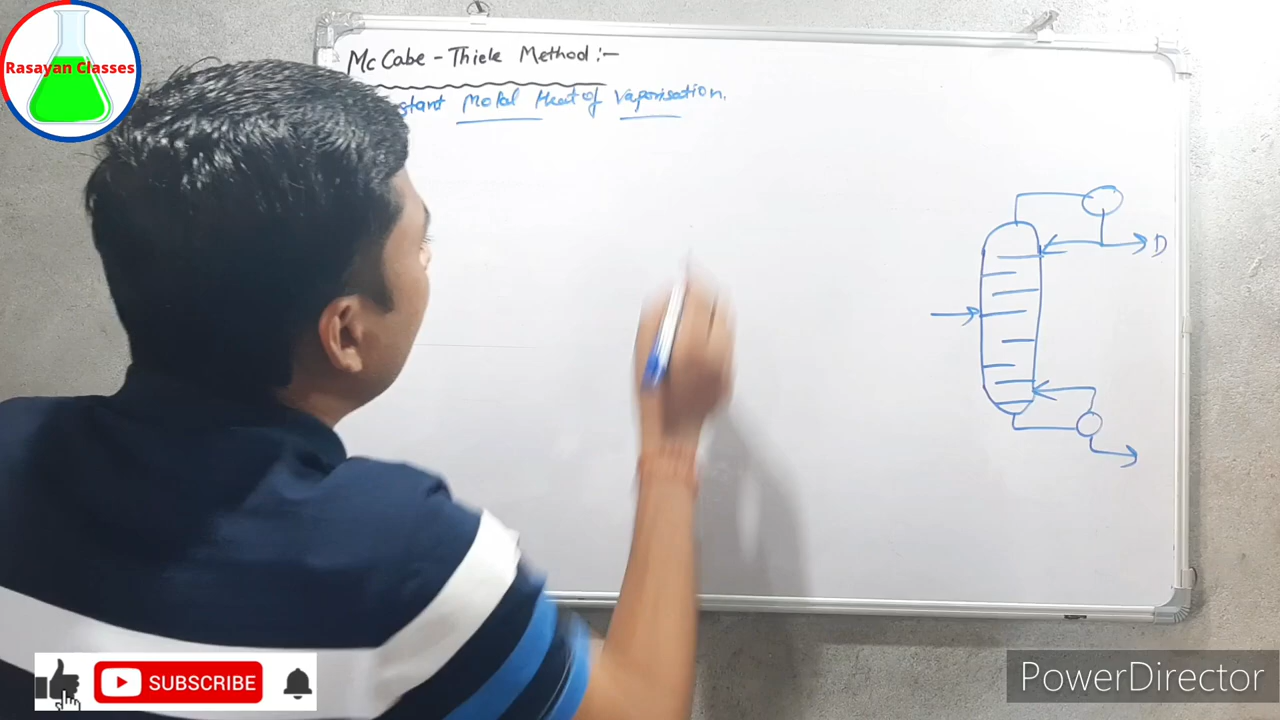 Rasayan Classes
Mc Cabe - Thiele Method :-
stant Molal Heat of Vaporisation.
D
SUBSCRIBE
PowerDirector